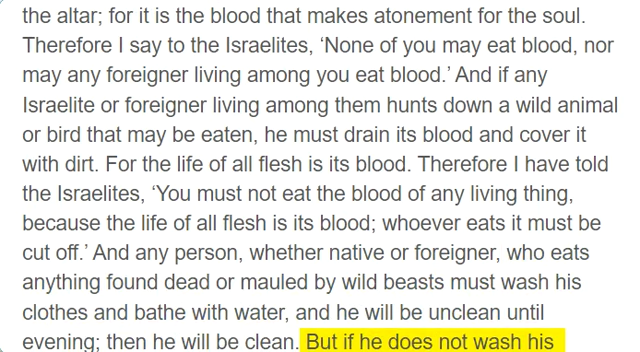 the altar; for it is the blood that makes atonement for the soul.
Therefore I say to the Israelites, ‘None of you may eat blood, nor
may any foreigner living among you eat blood.’ And if any
Israelite or foreigner living among them hunts down a wild animal
or bird that may be eaten, he must drain its blood and cover it
with dirt. For the life of all flesh is its blood. Therefore I have told
the Israelites, ‘You must not eat the blood of any living thing,
because the life of all flesh is its blood; whoever eats it must be
cut off.’ And any person, whether native or foreigner, who eats
anything found dead or mauled by wild beasts must wash his
clothes and bathe with water, and he will be unclean until
evening; then he will be clean. But if he does not wash his